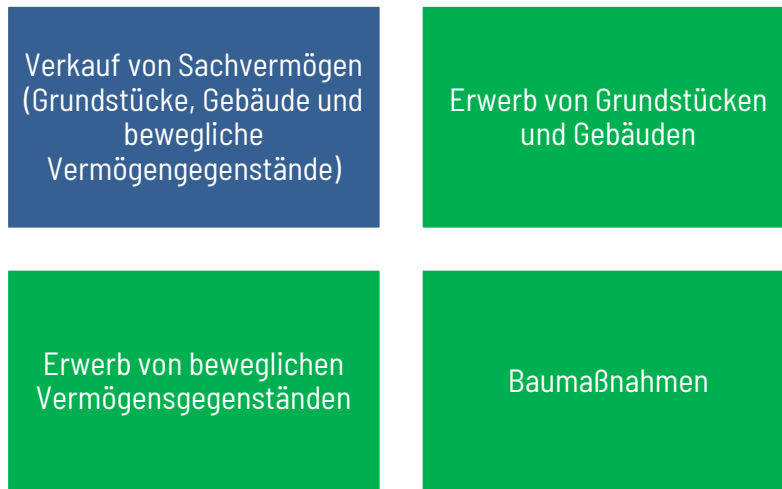 Verkauf von Sachvermögen
(Grundstücke, Gebäude und
bewegliche
Vermögengegenstände)
Erwerb von Grundstücken
und Gebäuden
Erwerb von beweglichen
Vermögensgegenständen
Baumaßnahmen